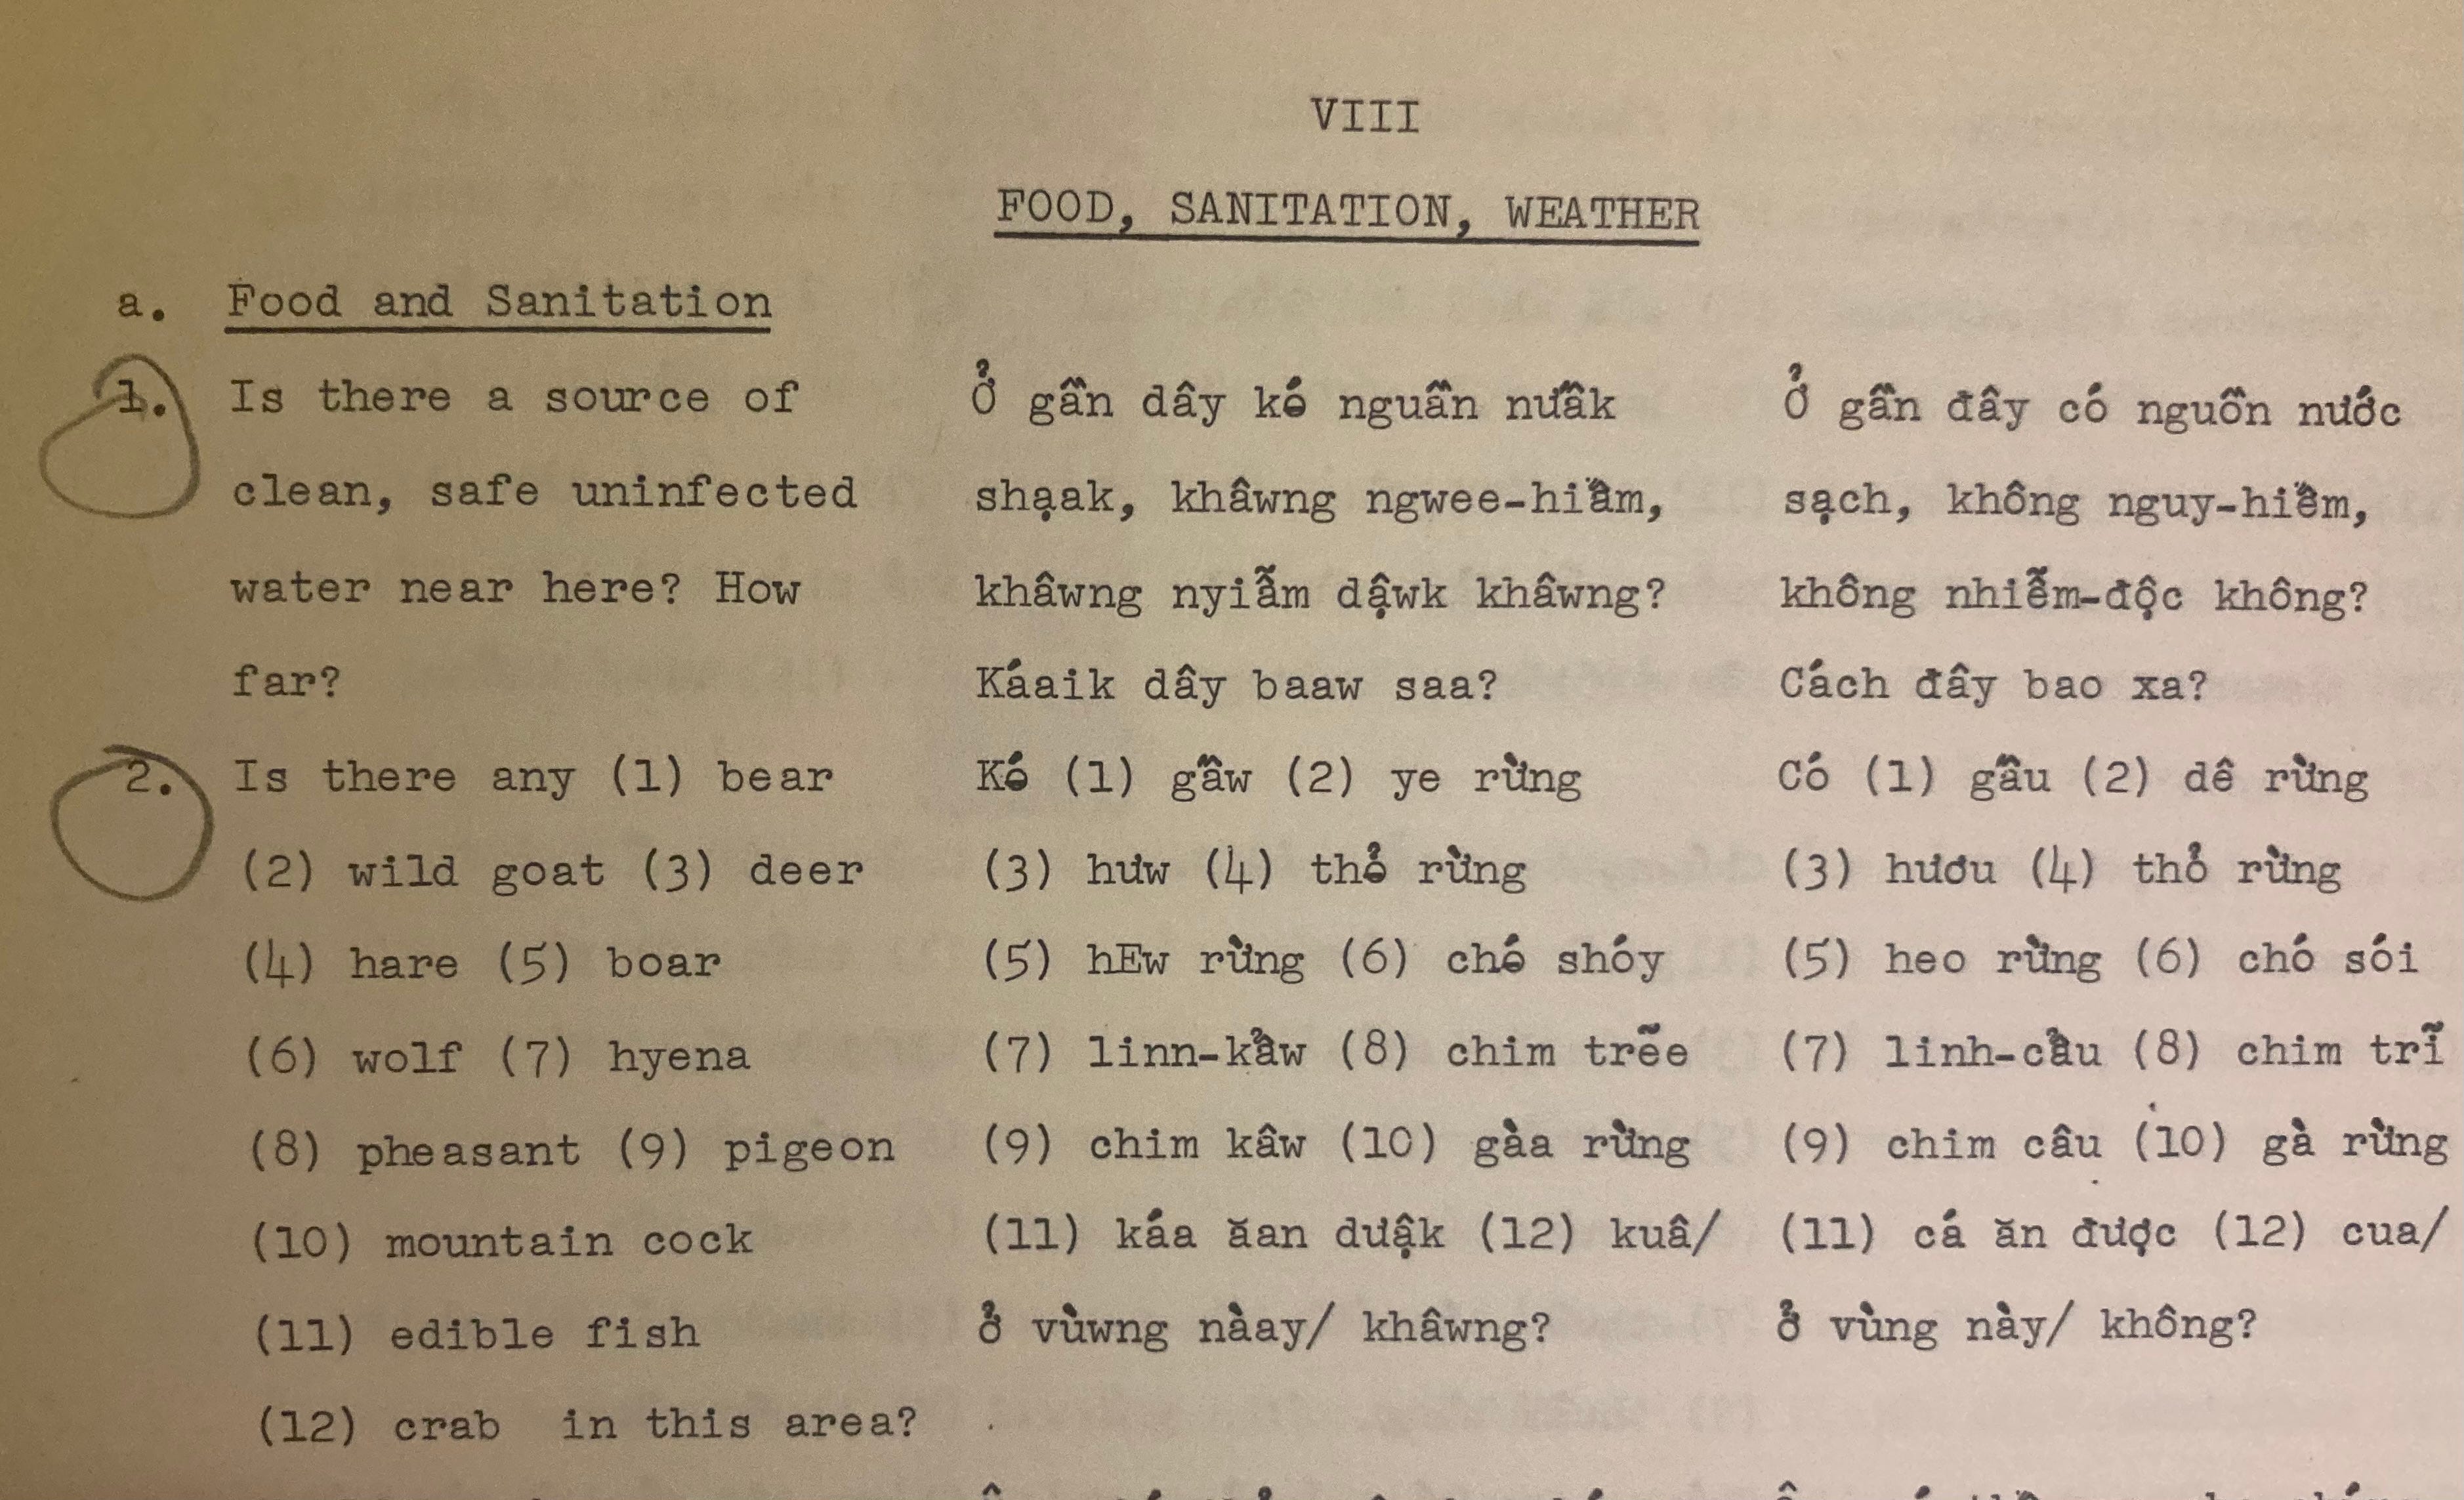 VIII
FOOD, SANITATION, WEATHER
a. Food and Sanitation
1. Is there a source of Ở gần dây kó nguần nướâk Ở gần đây có nguồn nước
clean, safe uninfected shạak, khâwng ngwee-hiẩm, sạch, không nguy-hiểm,
water near here? How khâwng nyiẫm dậwk khâwng? không nhiễm-độc không?
far? Káaik dây baaw saa? Cách đây bao xa?
2. Is there any (1) bear Kó (1) gấw (2) ye rừng Có (1) gấu (2) dê rừng
(2) wild goat (3) deer (3) hưw (4) thỏ rừng (3) hươu (4) thỏ rừng
(4) hare (5) boar (5) hEw rừng (6) chó shóy (5) heo rừng (6) chó sói
(6) wolf (7) hyena (7) linn-kẩw (8) chim trẽe (7) linh-cẩu (8) chim trĩ
(8) pheasant (9) pigeon (9) chim kâw (10) gàa rừng (9) chim câu (10) gà rừng
(10) mountain cock (11) káa ăan dưậk (12) kuâ/ (11) cá ăn được (12) cua/
(11) edible fish ở vùwng nàay/ khâwng? ở vùng này/ không?
(12) crab in this area?